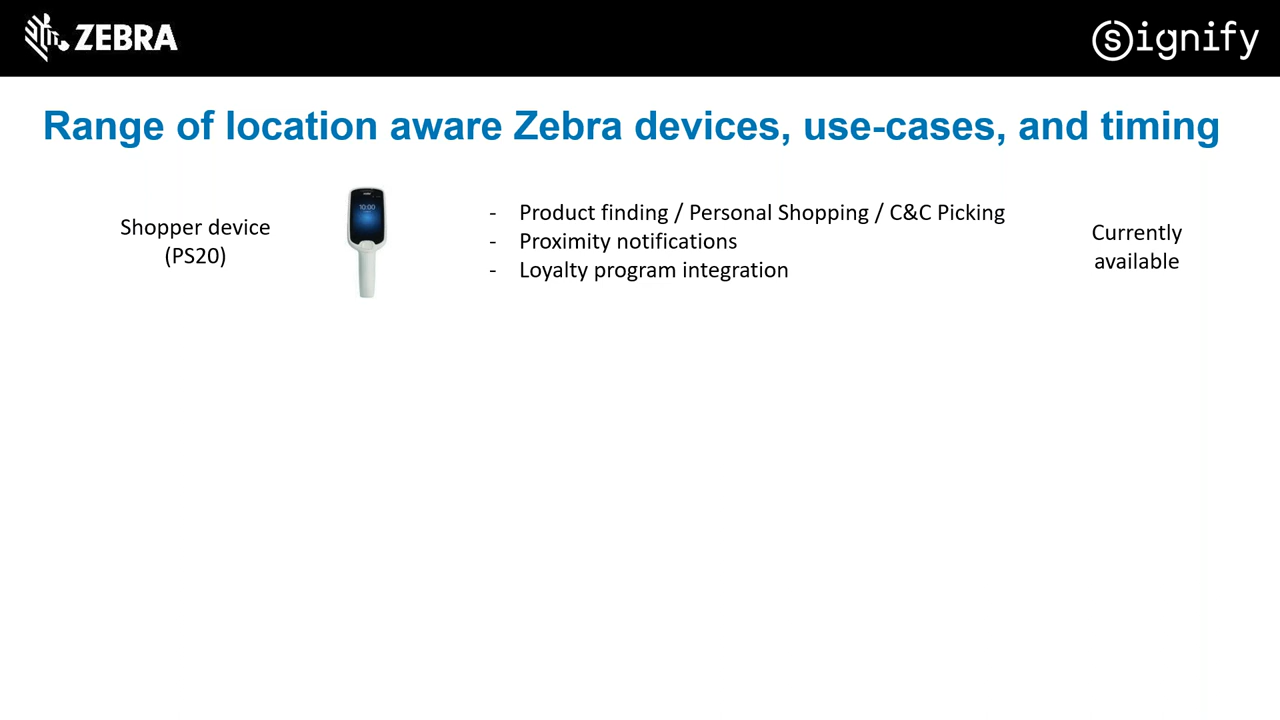 ZEBRA
signify
Range of location aware Zebra devices, use-cases, and timing
Shopper device
(PS20)
10:00
- Product finding / Personal Shopping / C&C Picking
- Proximity notifications
- Loyalty program integration
Currently
available